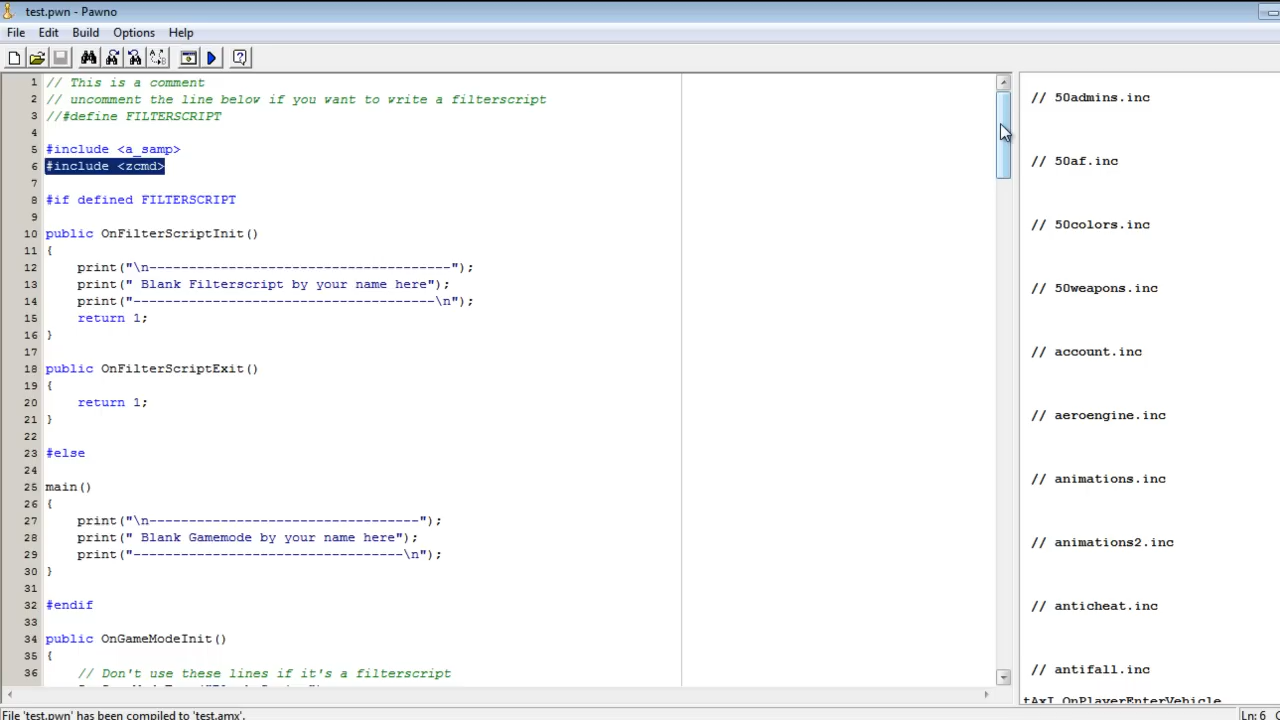 test.pwn - Pawno
File Edit Build Options Help
1 // This is a comment
2 // uncomment the line below if you want to write a filterscript
3 //#define FILTERSCRIPT
4
5 #include <a_samp>
6 #include <zcmd>
7
8 #if defined FILTERSCRIPT
9
10 public OnFilterScriptInit()
11 {
12 print("\n--------------------------------------");
13 print(" Blank Filterscript by your name here");
14 print("--------------------------------------\n");
15 return 1;
16 }
17
18 public OnFilterScriptExit()
19 {
20 return 1;
21 }
22
23 #else
24
25 main()
26 {
27 print("\n----------------------------------");
28 print(" Blank Gamemode by your name here");
29 print("----------------------------------\n");
30 }
31
32 #endif
33
34 public OnGameModeInit()
35 {
36 // Don't use these lines if it's a filterscript
// 50admins.inc
// 50af.inc
// 50colors.inc
// 50weapons.inc
// account.inc
// aeroengine.inc
// animations.inc
// animations2.inc
// anticheat.inc
// antifall.inc
tAxI_OnPlayerEnterVehicle
File 'test.pwn' has been compiled to 'test.amx'.
Ln: 6